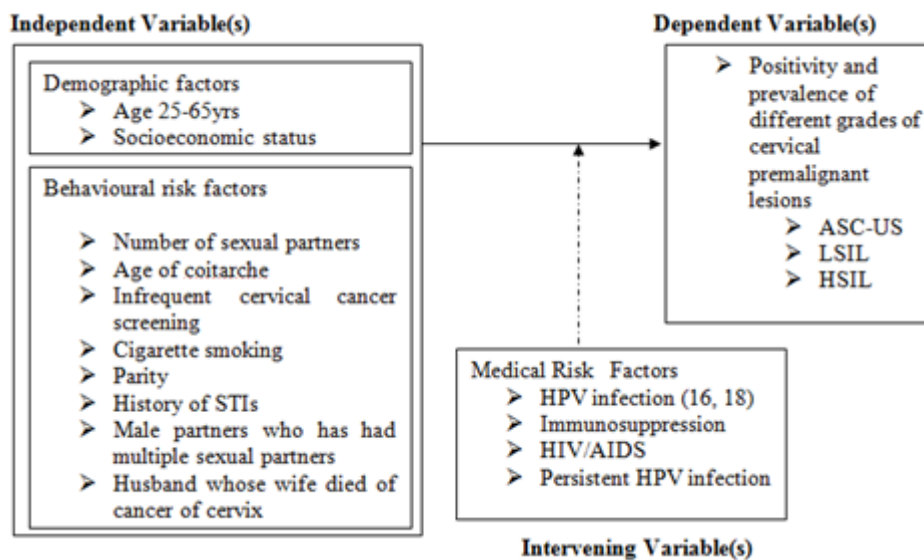 Independent Variable(s)
Demographic factors
➤ Age 25-65yrs
➤ Socioeconomic status
Behavioural risk factors
➤ Number of sexual partners
➤ Age of coitarche
➤ Infrequent cervical cancer
screening
➤ Cigarette smoking
➤ Parity
➤ History of STIs
➤ Male partners who has had
multiple sexual partners
➤ Husband whose wife died of
cancer of cervix
Dependent Variable(s)
➤ Positivity and
prevalence of
different grades of
cervical
premalignant
lesions
➤ ASC-US
➤ LSIL
➤ HSIL
Medical Risk Factors
➤ HPV infection (16, 18)
➤ Immunosuppression
➤ HIV/AIDS
➤ Persistent HPV infection
Intervening Variable(s)